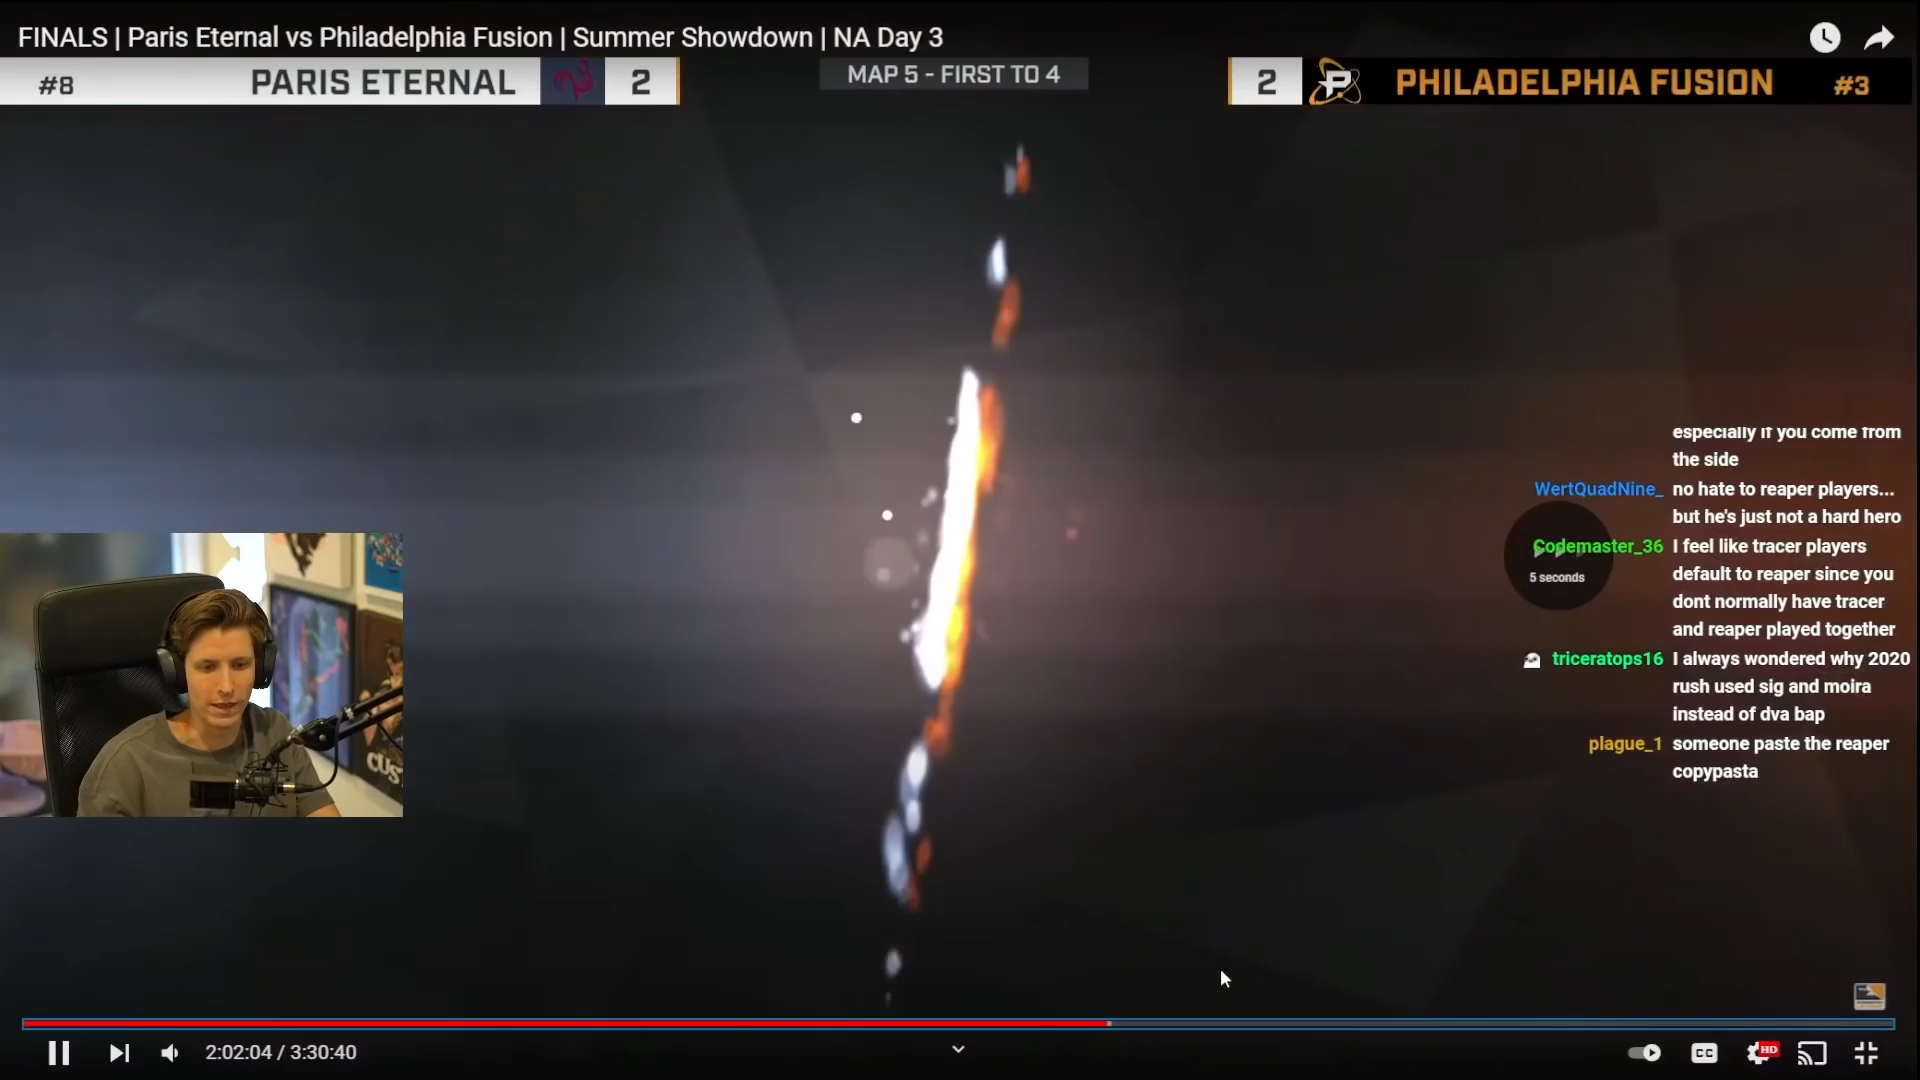 FINALS | Paris Eternal vs Philadelphia Fusion | Summer Showdown | NA Day 3
#8 PARIS ETERNAL 2
MAP 5 - FIRST TO 4
2 PHILADELPHIA FUSION #3
especially if you come from
the side
WertQuadNine_ no hate to reaper players...
but he's just not a hard hero
Codemaster_36 I feel like tracer players
default to reaper since you
dont normally have tracer
and reaper played together
5 seconds
triceratops16 I always wondered why 2020
rush used sig and moira
instead of dva bap
plague_1 someone paste the reaper
copypasta
2:02:04 / 3:30:40
CC
HD